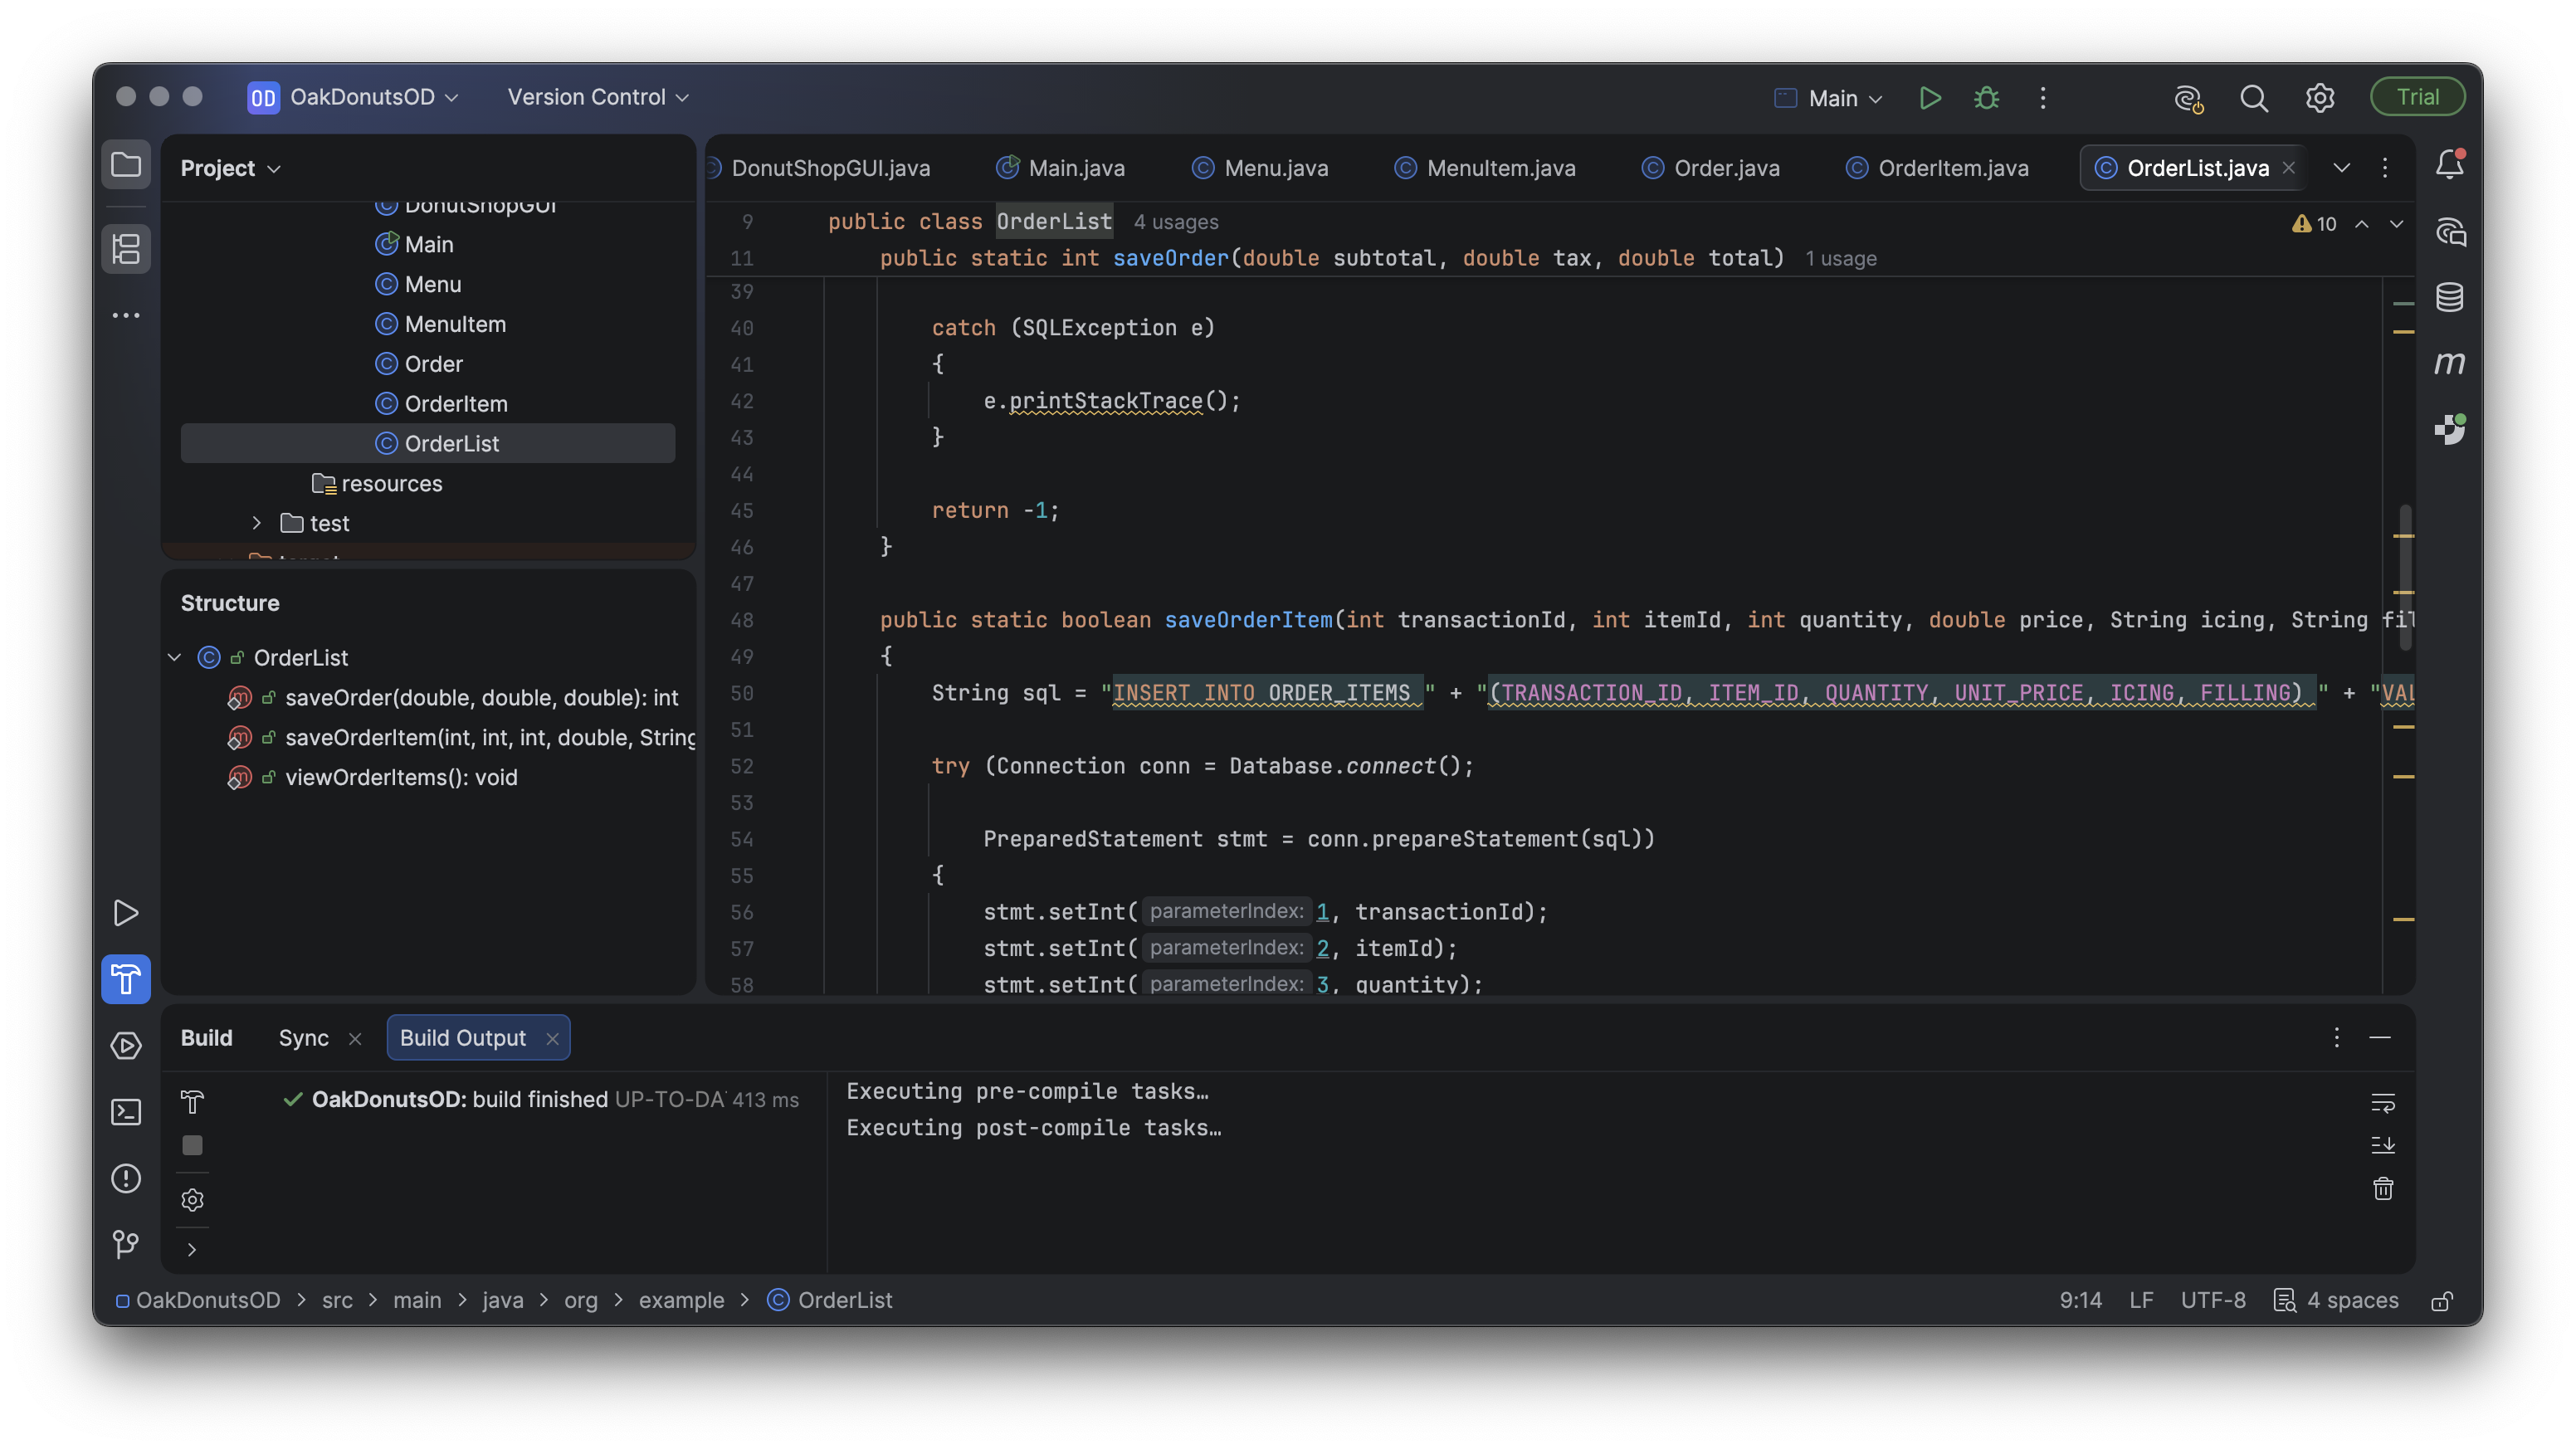 OD OakDonutsOD Version Control Main Trial
Project
DonutShopGUI
Main
Menu
MenuItem
Order
OrderItem
OrderList
resources
test
target
Structure
OrderList
saveOrder(double, double, double): int
saveOrderItem(int, int, int, double, String
viewOrderItems(): void
DonutShopGUI.java Main.java Menu.java MenuItem.java Order.java OrderItem.java OrderList.java
9 public class OrderList 4 usages 10
11 public static int saveOrder(double subtotal, double tax, double total) 1 usage
39
40 catch (SQLException e)
41 {
42 e.printStackTrace();
43 }
44
45 return -1;
46 }
47
48 public static boolean saveOrderItem(int transactionId, int itemId, int quantity, double price, String icing, String fil
49 {
50 String sql = "INSERT INTO ORDER_ITEMS " + "(TRANSACTION_ID, ITEM_ID, QUANTITY, UNIT_PRICE, ICING, FILLING) " + "VAL
51
52 try (Connection conn = Database.connect();
53
54 PreparedStatement stmt = conn.prepareStatement(sql))
55 {
56 stmt.setInt( parameterIndex: 1, transactionId);
57 stmt.setInt( parameterIndex: 2, itemId);
58 stmt.setInt( parameterIndex: 3, quantity);
Build Sync Build Output
OakDonutsOD: build finished UP-TO-DA 413 ms
Executing pre-compile tasks…
Executing post-compile tasks…
OakDonutsOD > src > main > java > org > example > OrderList 9:14 LF UTF-8 4 spaces